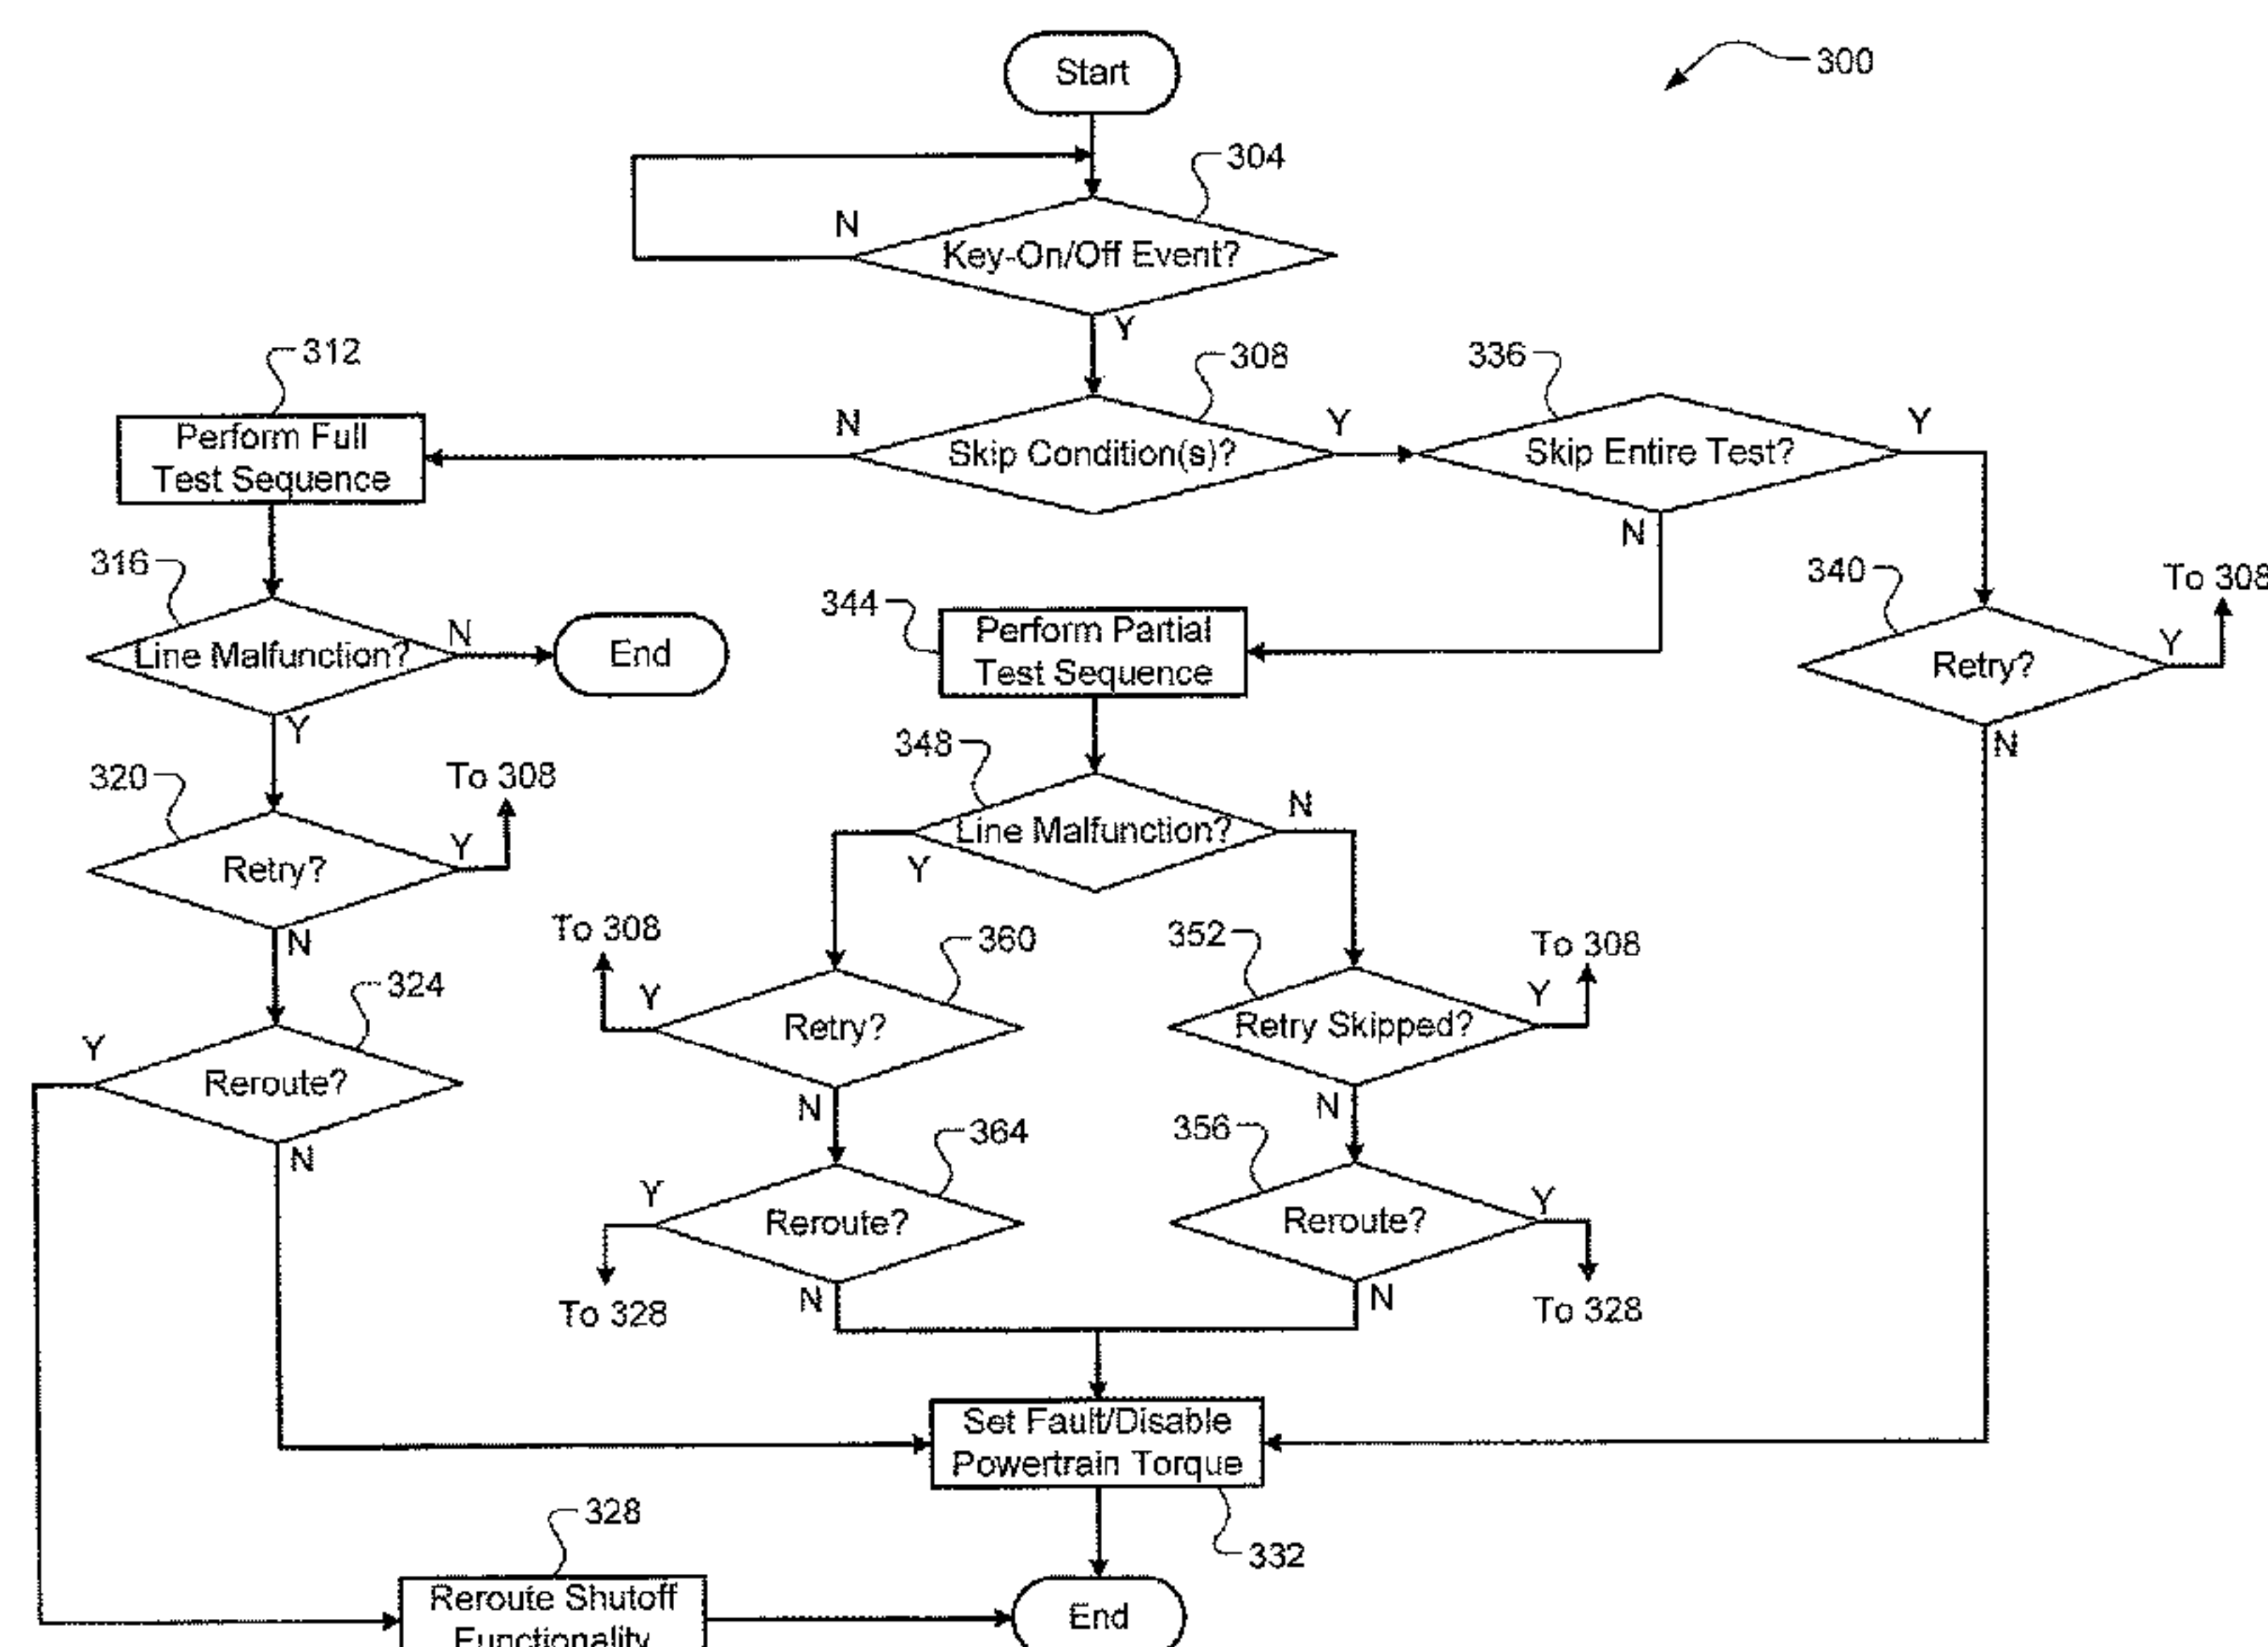 Start
300
304
N
Key-On/Off Event?
Y
312
308
336
N
Y
Y
Perform Full
Test Sequence
Skip Condition(s)?
Skip Entire Test?
N
316
344
340
To 308
N
Line Malfunction?
End
Perform Partial
Test Sequence
Y
Retry?
Y
N
348
320
To 308
Y
Retry?
N
Line Malfunction?
N
Y
To 308
360
352
To 308
324
Y
Retry?
N
Retry Skipped?
Y
N
Y
Reroute?
N
364
356
Y
Reroute?
N
Reroute?
Y
N
To 328
To 328
Set Fault/Disable
Powertrain Torque
332
328
Reroute Shutoff
Functionality
End